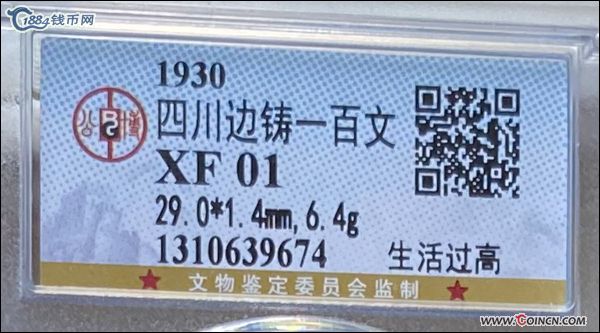 1884钱币网
1930
四川边铸一百文
XF 01
29.0*1.4mm,6.4g
1310639674 生活过高
文物鉴定委员会监制
WWW.COINCN.COM